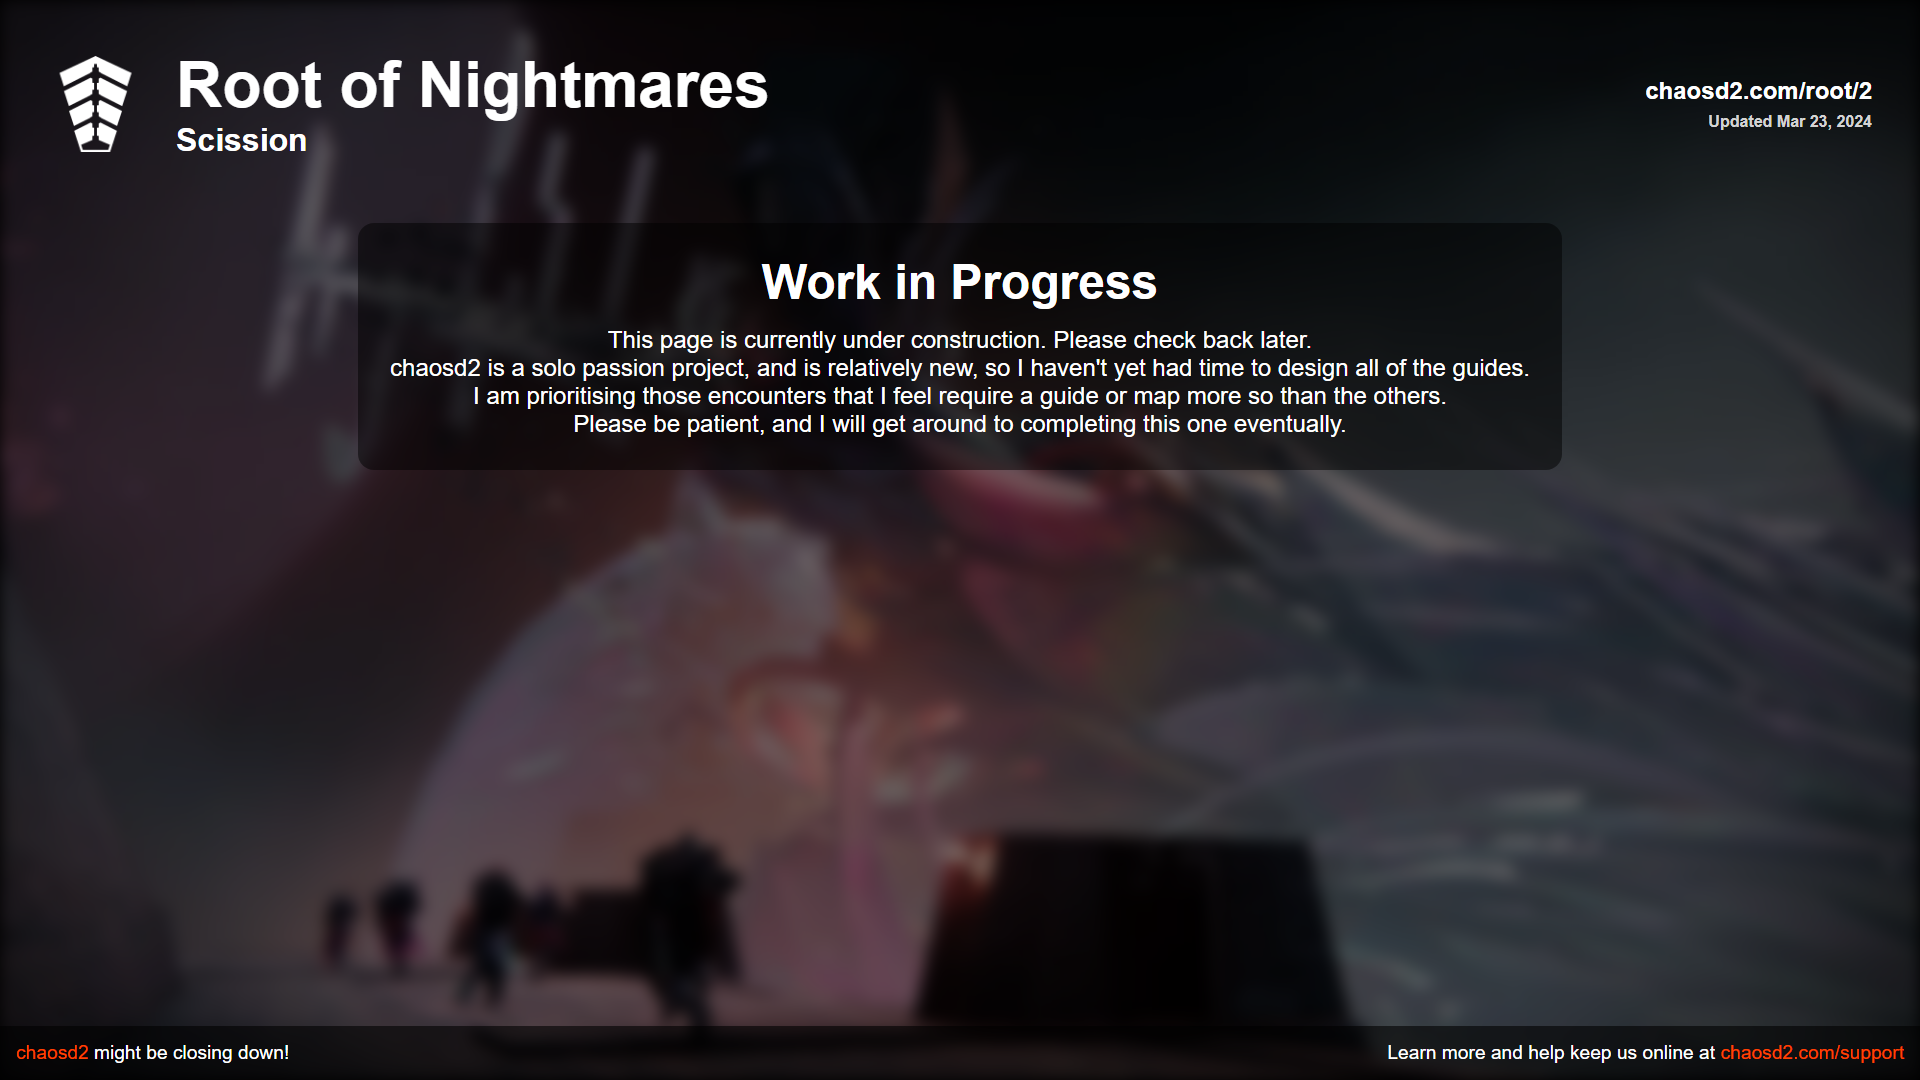 Root of Nightmares
Scission
chaosd2.com/root/2
Updated Mar 23, 2024
Work in Progress
This page is currently under construction. Please check back later.
chaosd2 is a solo passion project, and is relatively new, so I haven't yet had time to design all of the guides.
I am prioritising those encounters that I feel require a guide or map more so than the others.
Please be patient, and I will get around to completing this one eventually.
chaosd2 might be closing down!
Learn more and help keep us online at chaosd2.com/support